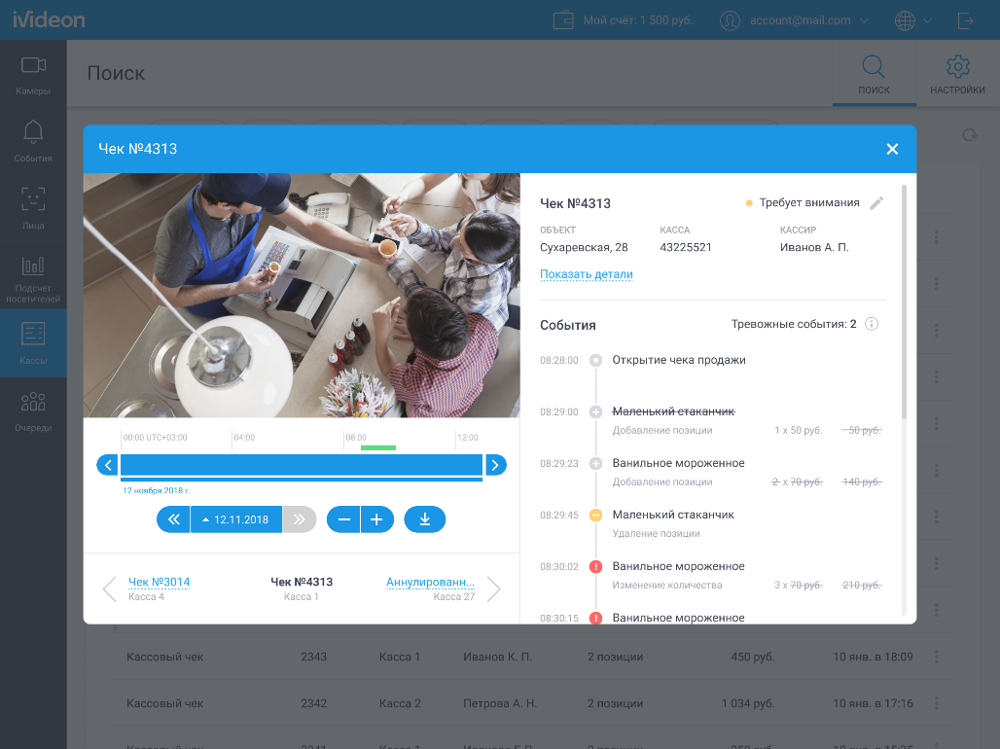 iVideon
Мой счёт: 1 500 руб.
account@mail.com
Камеры
События
Лица
Подсчет посетителей
Кассы
Очереди
Поиск
ПОИСК
НАСТРОЙКИ
Чек №4313
00:00 UTC+03:00
04:00
08:00
12:00
12 ноября 2018 г.
12.11.2018
Чек №3014
Касса 4
Чек №4313
Касса 1
Аннулированн...
Касса 27
Чек №4313
Требует внимания
ОБЪЕКТ
КАССА
КАССИР
Сухаревская, 28
43225521
Иванов А. П.
Показать детали
События
Тревожные события: 2
08:28:00
Открытие чека продажи
08:29:00
Маленький стаканчик
Добавление позиции
1 x 50 руб.
50 руб.
08:29:23
Ванильное мороженное
Добавление позиции
2 x 70 руб.
140 руб.
08:29:45
Маленький стаканчик
Удаление позиции
08:30:02
Ванильное мороженное
Изменение количества
3 x 70 руб.
210 руб.
08:30:15
Ванильное мороженное
Кассовый чек 2343 Касса 1 Иванов К. П. 2 позиции 450 руб. 10 янв. в 18:09
Кассовый чек 2342 Касса 2 Петрова А. Н. 2 позиции 1 034 руб. 10 янв. в 17:16